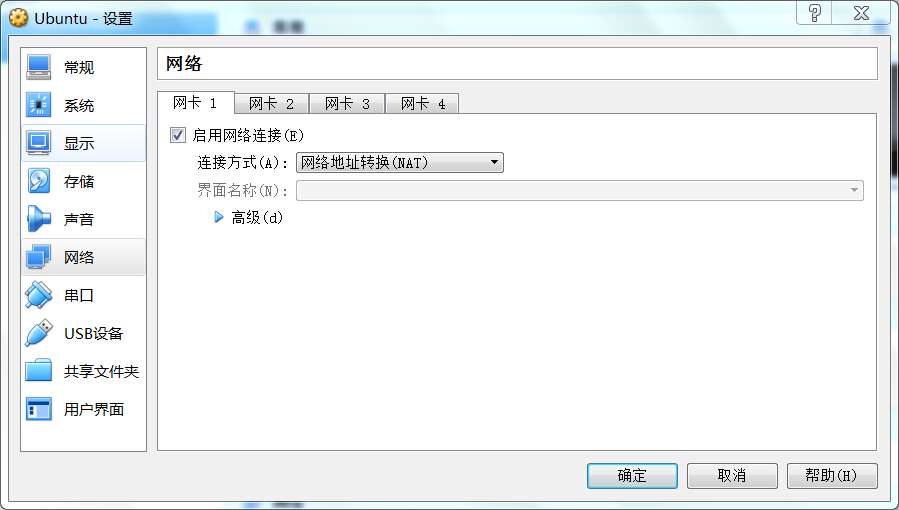 Ubuntu - 设置
常规
系统
显示
存储
声音
网络
串口
USB设备
共享文件夹
用户界面
网络
网卡 1 网卡 2 网卡 3 网卡 4
启用网络连接(E)
连接方式(A): 网络地址转换(NAT)
界面名称(N):
高级(d)
确定 取消 帮助(H)